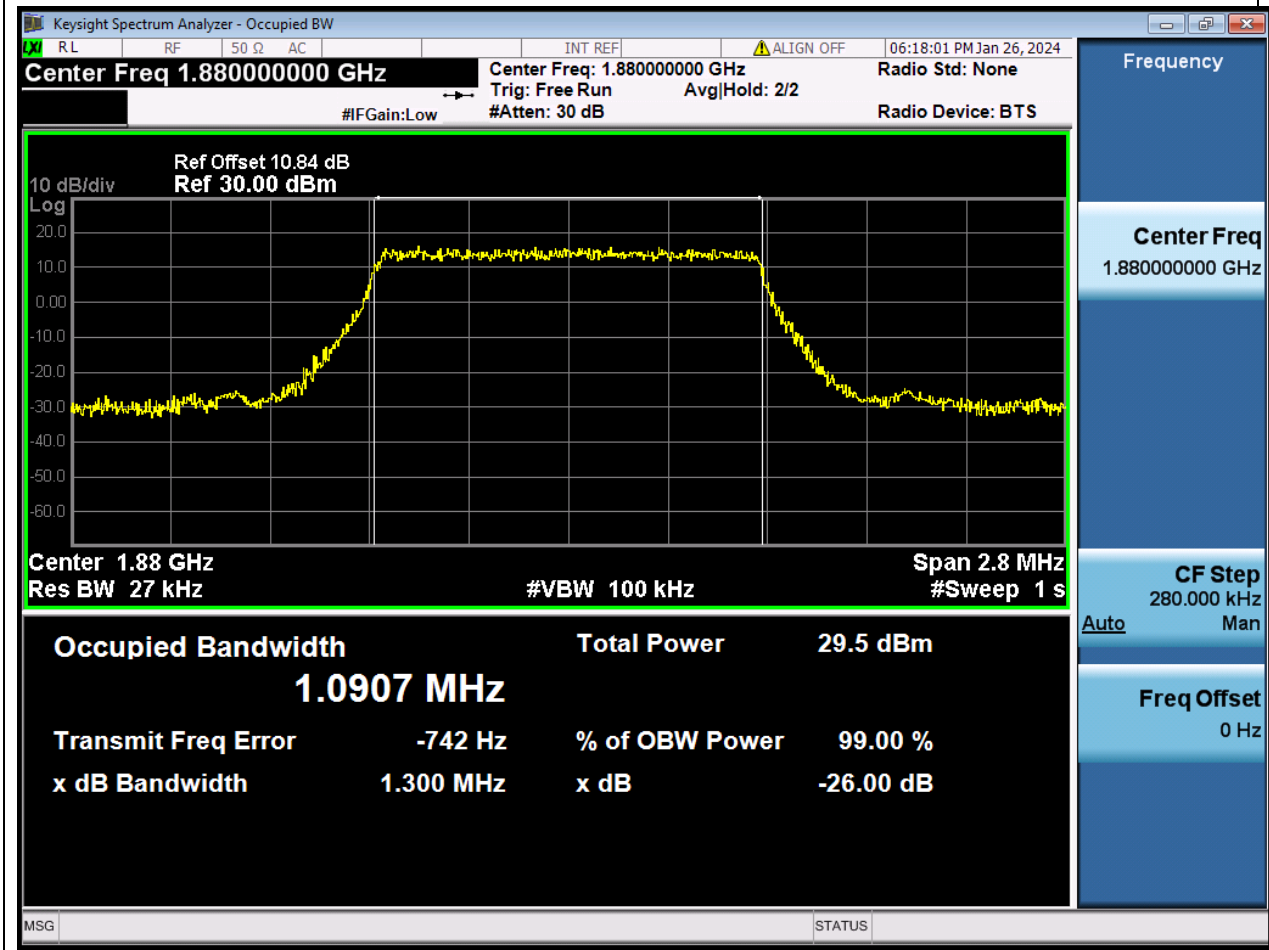 Keysight Spectrum Analyzer - Occupied BW
LXI RL RF 50 Ω AC INT REF ALIGN OFF 06:18:01 PM Jan 26, 2024
Center Freq 1.880000000 GHz
Center Freq: 1.880000000 GHz
Radio Std: None
Trig: Free Run Avg|Hold: 2/2
#IFGain:Low
#Atten: 30 dB
Radio Device: BTS
Ref Offset 10.84 dB
10 dB/div Ref 30.00 dBm
Log
20.0
10.0
0.00
-10.0
-20.0
-30.0
-40.0
-50.0
-60.0
Center 1.88 GHz Span 2.8 MHz
Res BW 27 kHz #VBW 100 kHz #Sweep 1 s
Occupied Bandwidth Total Power 29.5 dBm
1.0907 MHz
Transmit Freq Error -742 Hz % of OBW Power 99.00 %
x dB Bandwidth 1.300 MHz x dB -26.00 dB
MSG STATUS
Frequency
Center Freq
1.880000000 GHz
CF Step
280.000 kHz
Auto Man
Freq Offset
0 Hz